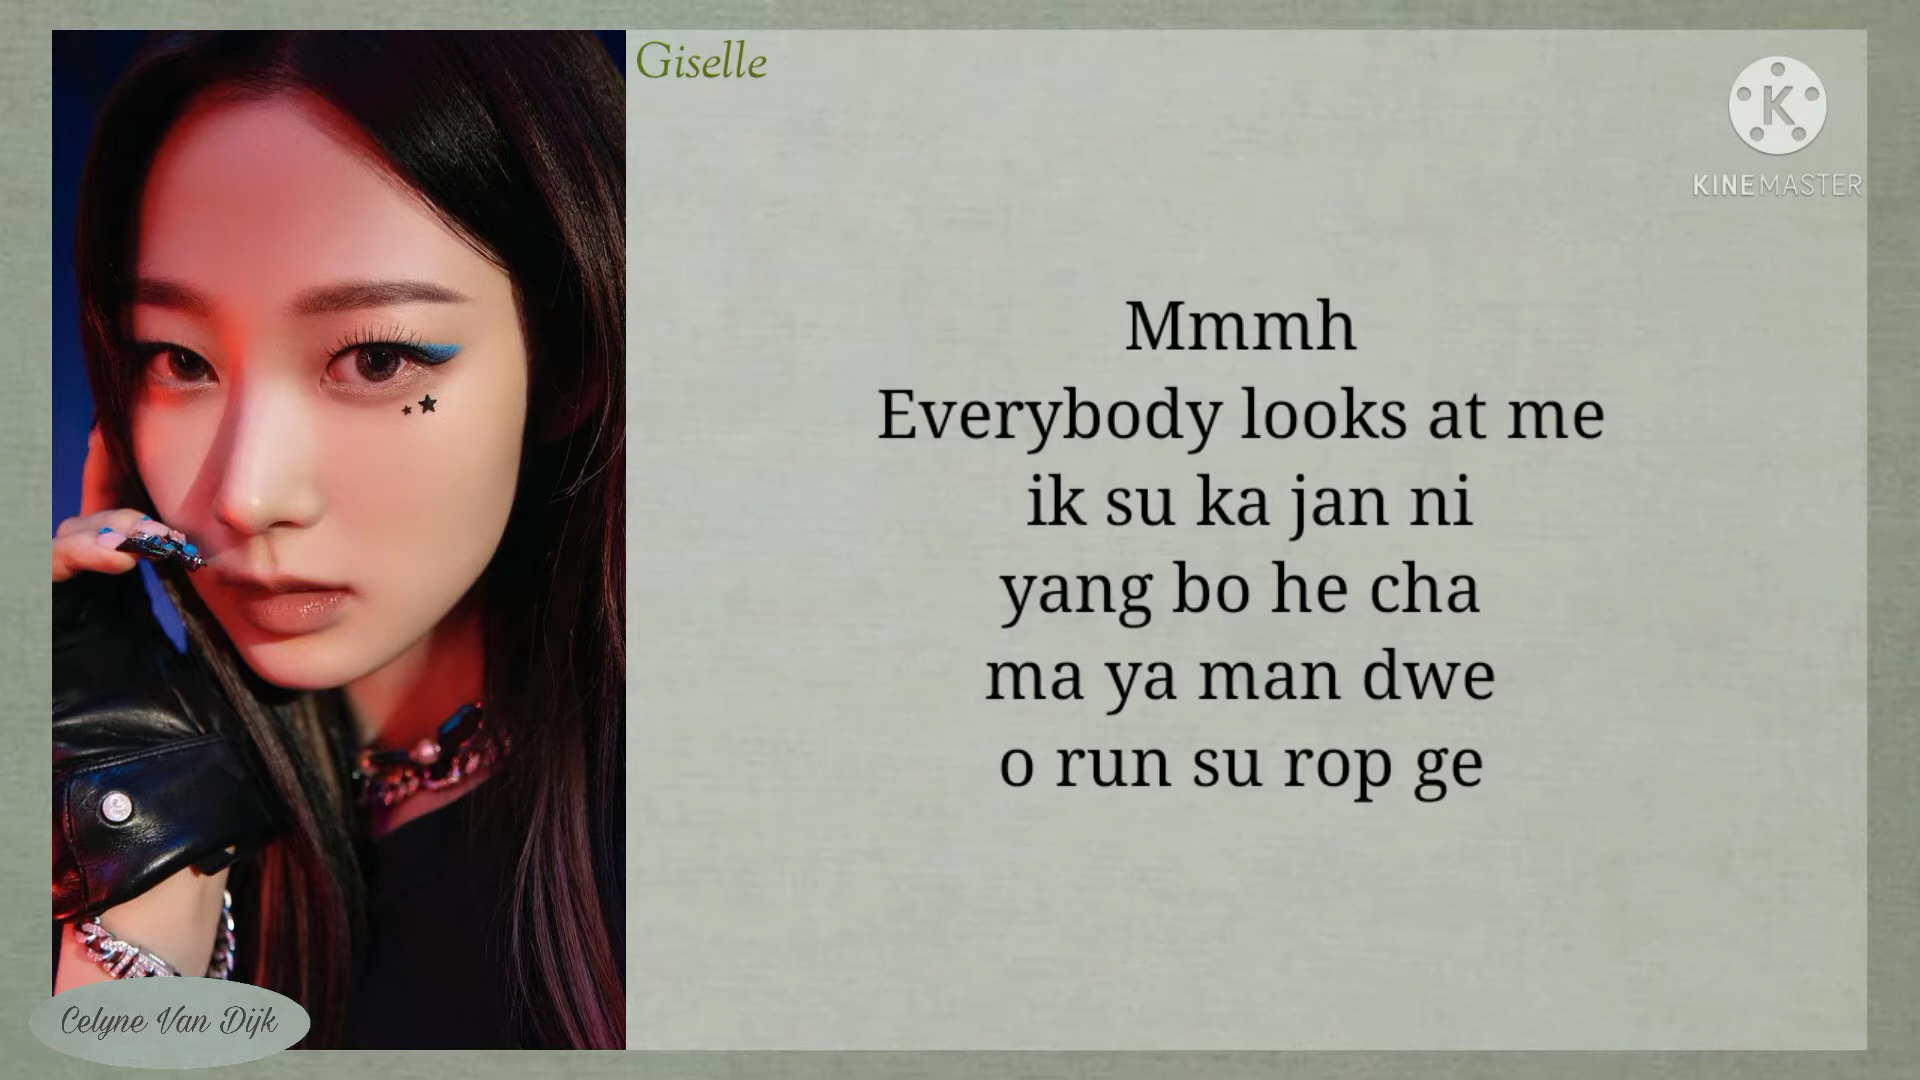 Giselle
KINEMASTER
Mmmh
Everybody looks at me
ik su ka jan ni
yang bo he cha
ma ya man dwe
o run su rop ge
Celyne Van Dijk